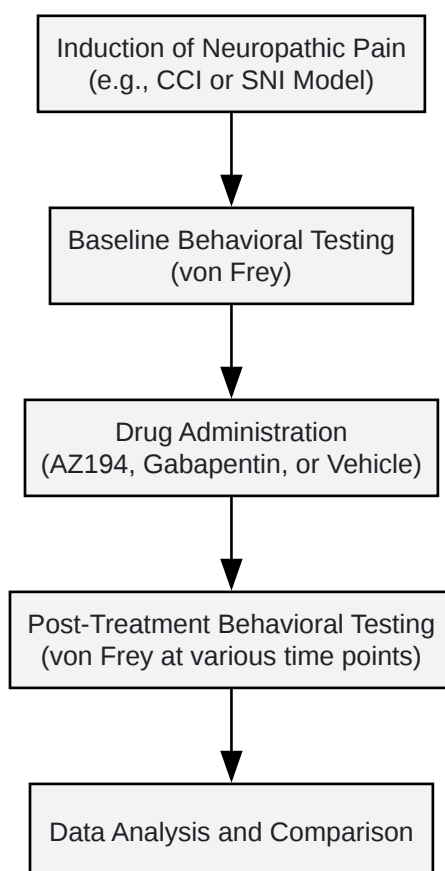 Induction of Neuropathic Pain
(e.g., CCI or SNI Model)
Baseline Behavioral Testing
(von Frey)
Drug Administration
(AZ194, Gabapentin, or Vehicle)
Post-Treatment Behavioral Testing
(von Frey at various time points)
Data Analysis and Comparison